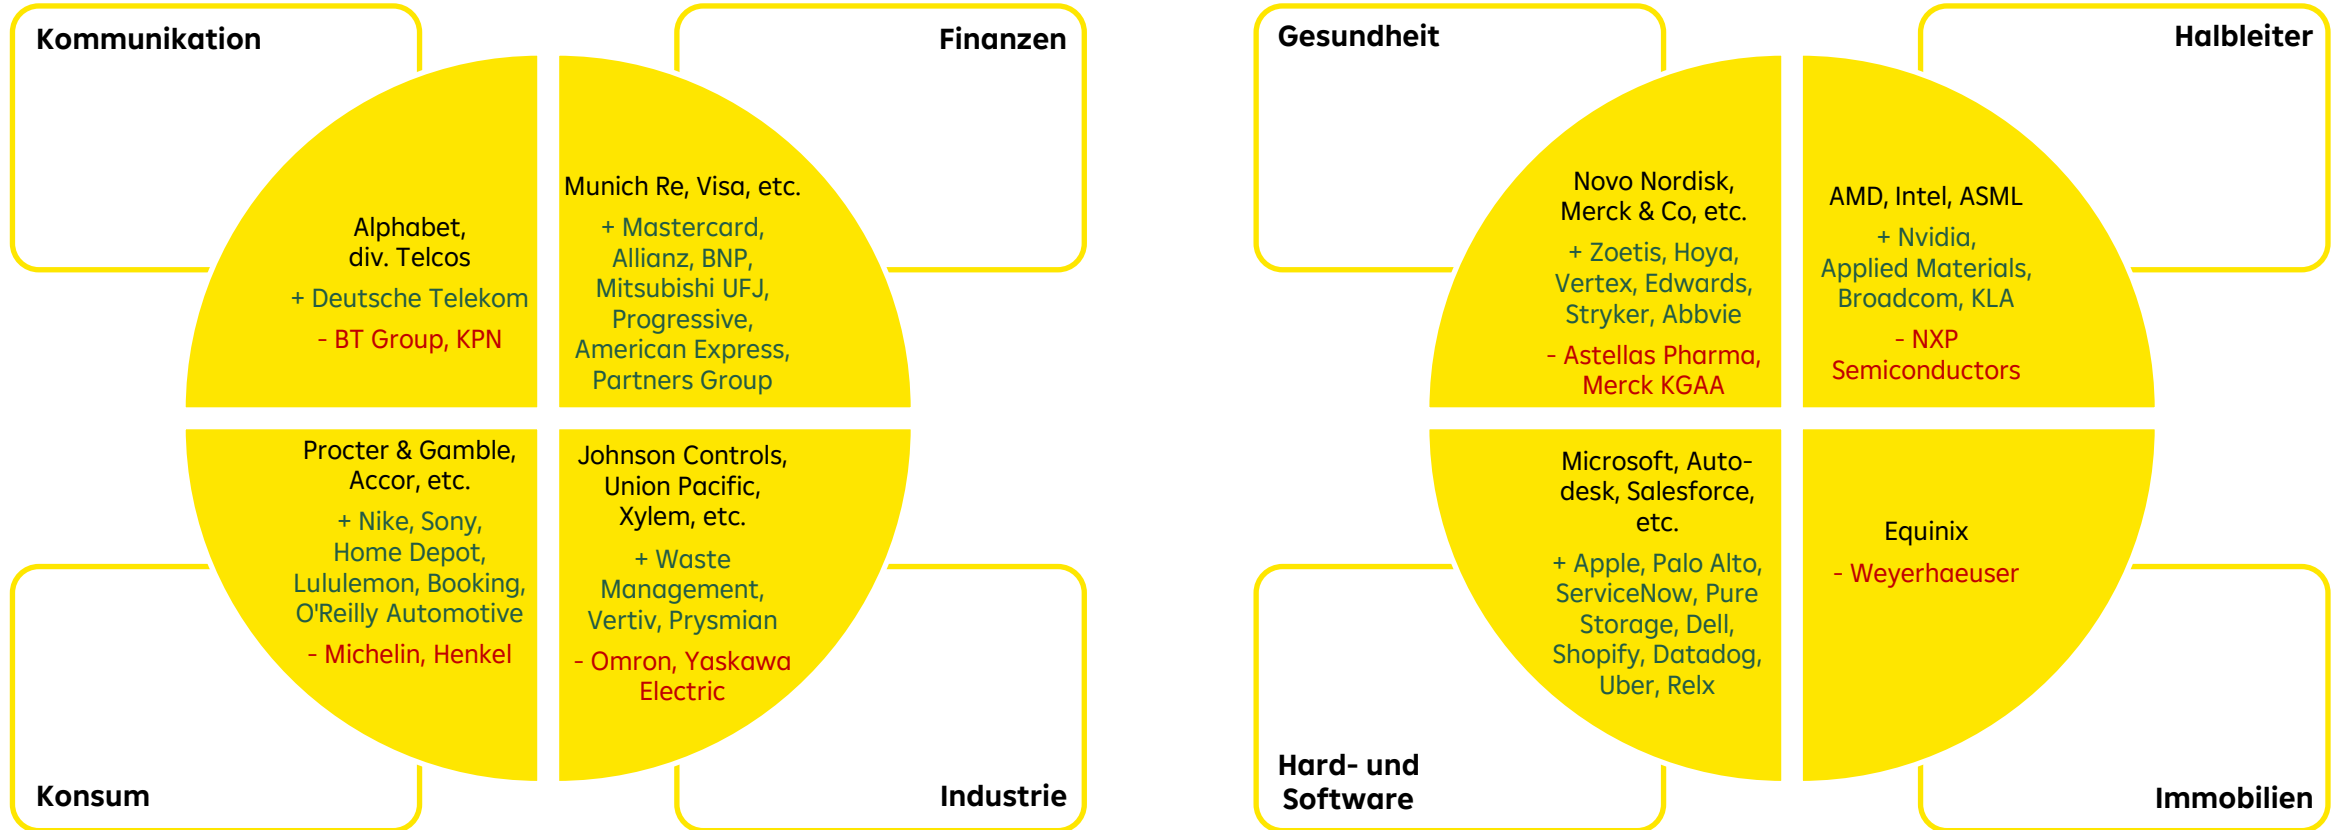 Kommunikation
Alphabet,
div. Telcos
+ Deutsche Telekom
- BT Group, KPN
Finanzen
Munich Re, Visa, etc.
+ Mastercard,
Allianz, BNP,
Mitsubishi UFJ,
Progressive,
American Express,
Partners Group
Procter & Gamble,
Accor, etc.
+ Nike, Sony,
Home Depot,
Lululemon, Booking,
O'Reilly Automotive
- Michelin, Henkel
Konsum
Johnson Controls,
Union Pacific,
Xylem, etc.
+ Waste
Management,
Vertiv, Prysmian
- Omron, Yaskawa
Electric
Industrie
Gesundheit
Novo Nordisk,
Merck & Co, etc.
+ Zoetis, Hoya,
Vertex, Edwards,
Stryker, Abbvie
- Astellas Pharma,
Merck KGAA
Halbleiter
AMD, Intel, ASML
+ Nvidia,
Applied Materials,
Broadcom, KLA
- NXP
Semiconductors
Microsoft, Auto-
desk, Salesforce,
etc.
+ Apple, Palo Alto,
ServiceNow, Pure
Storage, Dell,
Shopify, Datadog,
Uber, Relx
Hard- und
Software
Equinix
- Weyerhaeuser
Immobilien